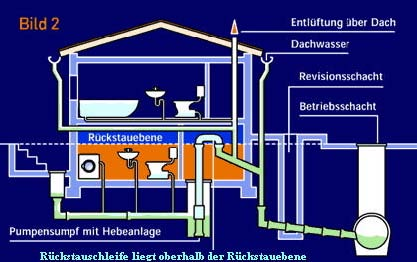 Bild 2
Entlüftung über Dach
Dachwasser
Revisionsschacht
Betriebsschacht
Rückstauebene
Pumpensumpf mit Hebeanlage
Rückstauschleife liegt oberhalb der Rückstauebene